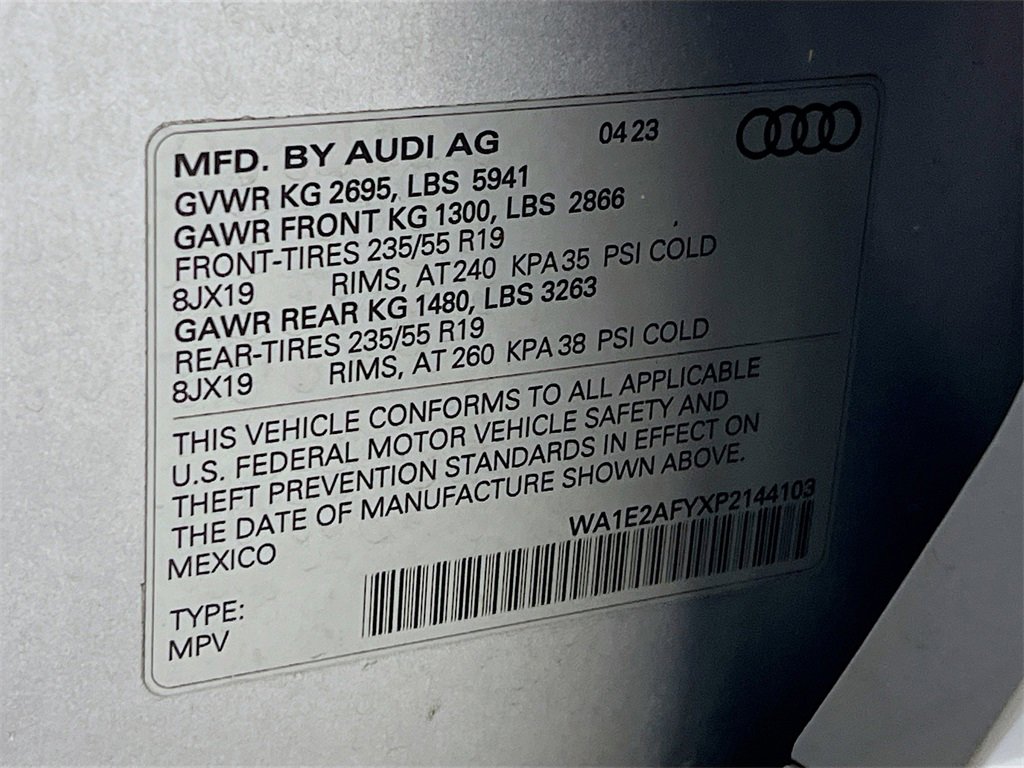 MFD. BY AUDI AG 04 23
GVWR KG 2695, LBS 5941
GAWR FRONT KG 1300, LBS 2866
FRONT-TIRES 235/55 R19
8JX19 RIMS, AT 240 KPA 35 PSI COLD
GAWR REAR KG 1480, LBS 3263
REAR-TIRES 235/55 R19
8JX19 RIMS, AT 260 KPA 38 PSI COLD
THIS VEHICLE CONFORMS TO ALL APPLICABLE
U.S. FEDERAL MOTOR VEHICLE SAFETY AND
THEFT PREVENTION STANDARDS IN EFFECT ON
THE DATE OF MANUFACTURE SHOWN ABOVE.
MEXICO WA1E2AFYXP2144103
TYPE:
MPV